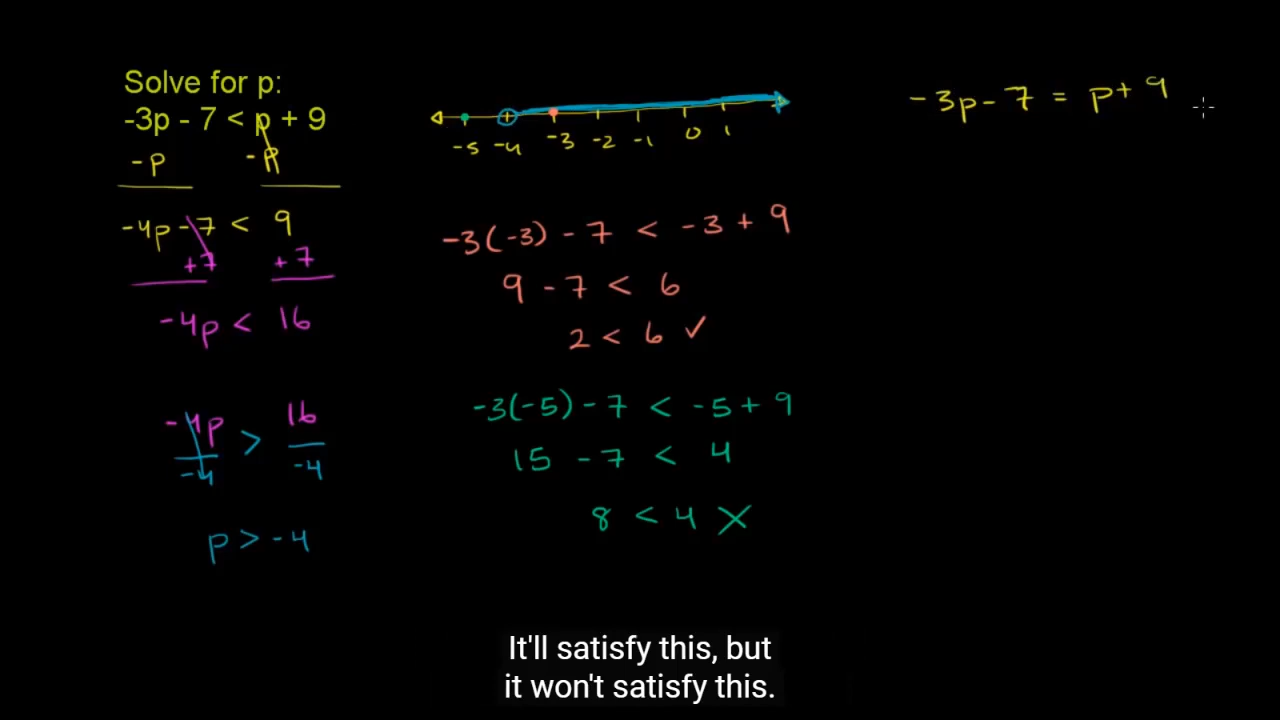 Solve for p:
-3p - 7 < p + 9
-p -p
-4p - 7 < 9
+7 +7
-4p < 16
-4p > 16
-4 -4
p > -4
-5 -4 -3 -2 -1 0 1
-3(-3) - 7 < -3 + 9
9 - 7 < 6
2 < 6 ✓
-3(-5) - 7 < -5 + 9
15 - 7 < 4
8 < 4 X
-3p - 7 = p + 9
It'll satisfy this, but
it won't satisfy this.